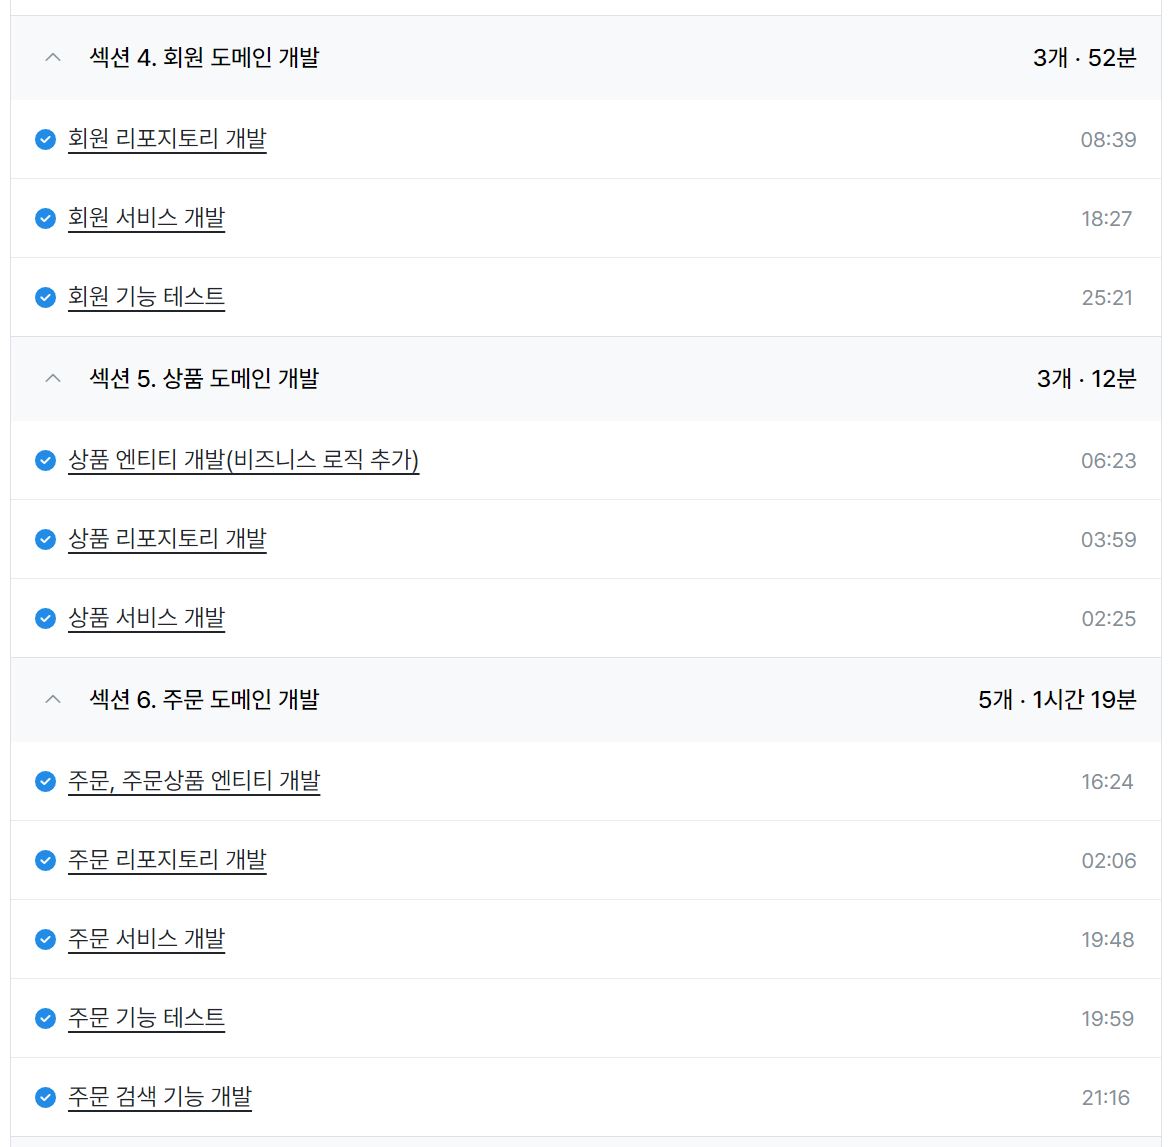 섹션 4. 회원 도메인 개발 3개 · 52분
회원 리포지토리 개발 08:39
회원 서비스 개발 18:27
회원 기능 테스트 25:21
섹션 5. 상품 도메인 개발 3개 · 12분
상품 엔티티 개발(비즈니스 로직 추가) 06:23
상품 리포지토리 개발 03:59
상품 서비스 개발 02:25
섹션 6. 주문 도메인 개발 5개 · 1시간 19분
주문, 주문상품 엔티티 개발 16:24
주문 리포지토리 개발 02:06
주문 서비스 개발 19:48
주문 기능 테스트 19:59
주문 검색 기능 개발 21:16